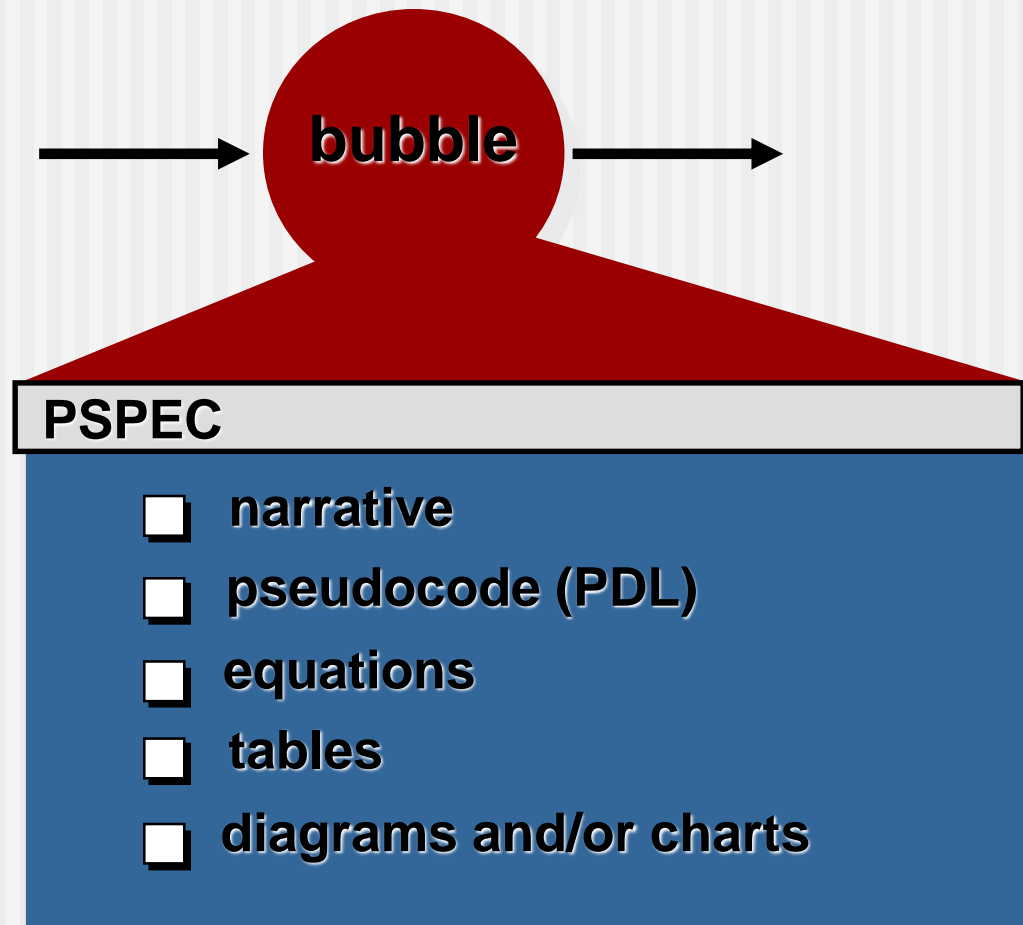 bubble
PSPEC
narrative
pseudocode (PDL)
equations
tables
diagrams and/or charts